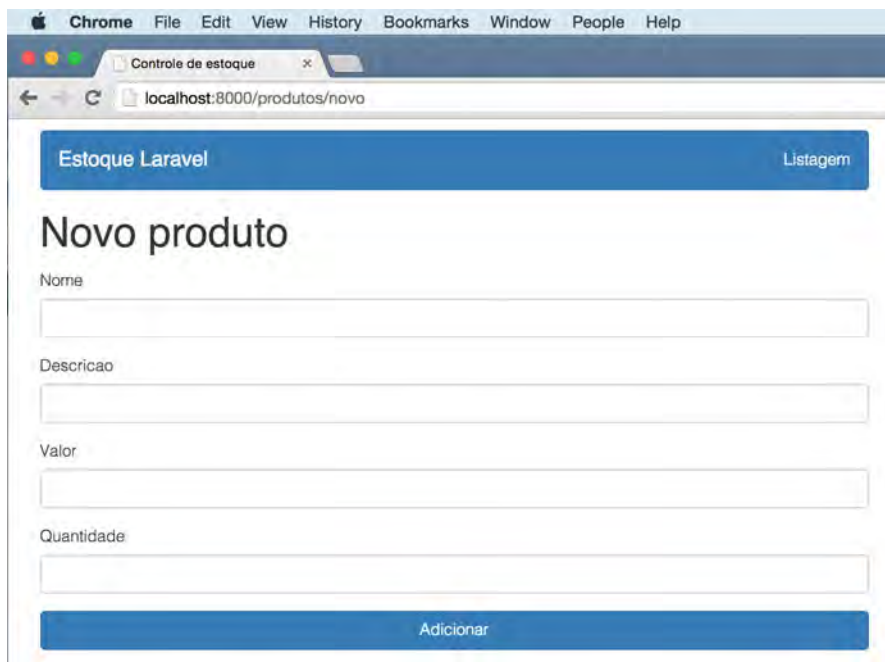 Chrome File Edit View History Bookmarks Window People Help
Controle de estoque ×
localhost:8000/produtos/novo
Estoque Laravel Listagem
Novo produto
Nome
Descricao
Valor
Quantidade
Adicionar